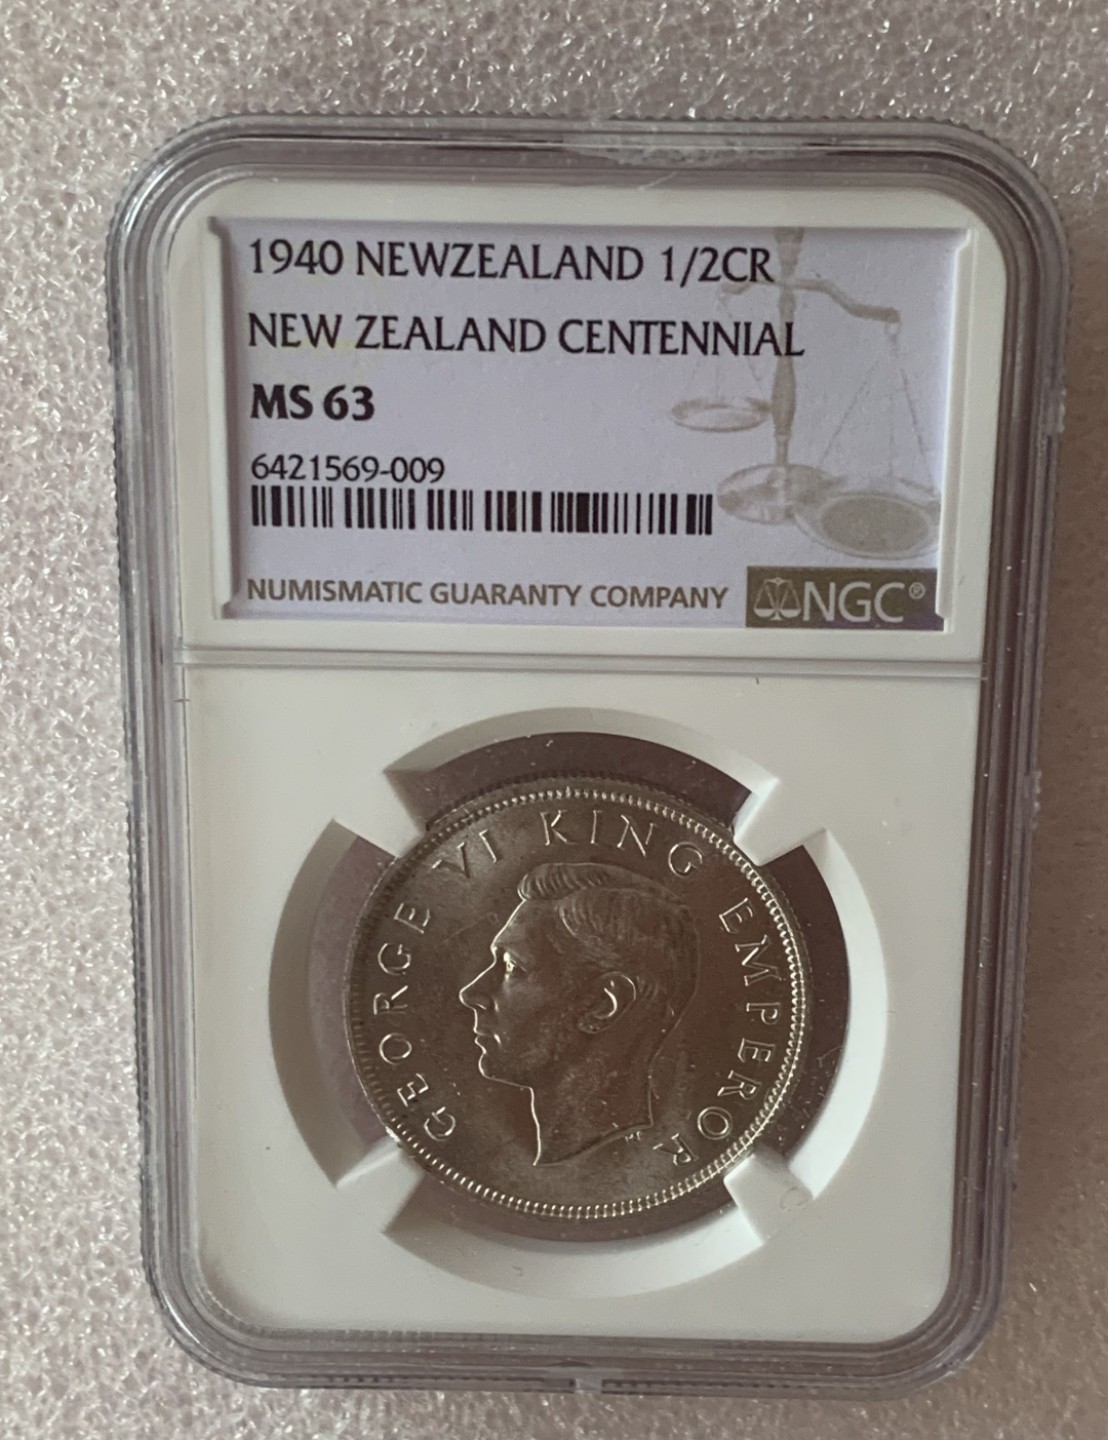 1940 NEWZEALAND 1/2CR
NEW ZEALAND CENTENNIAL
MS 63
6421569-009
NUMISMATIC GUARANTY COMPANY NGC®
GEORGE VI KING EMPEROR